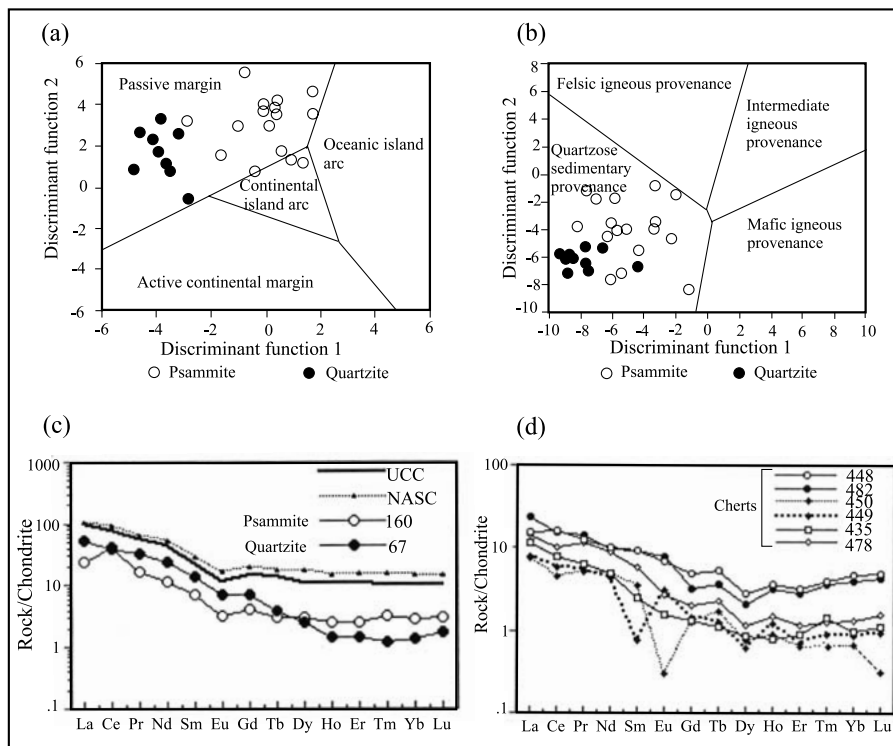 (a)
6
4
2
0
-2
-4
-6
Discriminant function 2
Passive margin
Oceanic island
arc
Continental
island arc
Active continental margin
-6 -4 -2 0 2 4 6
Discriminant function 1
Psammite Quartzite
(b)
8
6
4
2
0
-2
-4
-6
-8
-10
Discriminant function 2
Felsic igneous provenance
Intermediate
igneous
provenance
Quartzose
sedimentary
provenance
Mafic igneous
provenance
-10 -8 -6 -4 -2 0 2 4 6 8 10
Discriminant function 1
Psammite Quartzite
(c)
1000
100
10
1
.1
Rock/Chondrite
UCC
NASC
Psammite 160
Quartzite 67
La Ce Pr Nd Sm Eu Gd Tb Dy Ho Er Tm Yb Lu
(d)
100
10
1
.1
Rock/Chondrite
Cherts
448
482
450
449
435
478
La Ce Pr Nd Sm Eu Gd Tb Dy Ho Er Tm Yb Lu